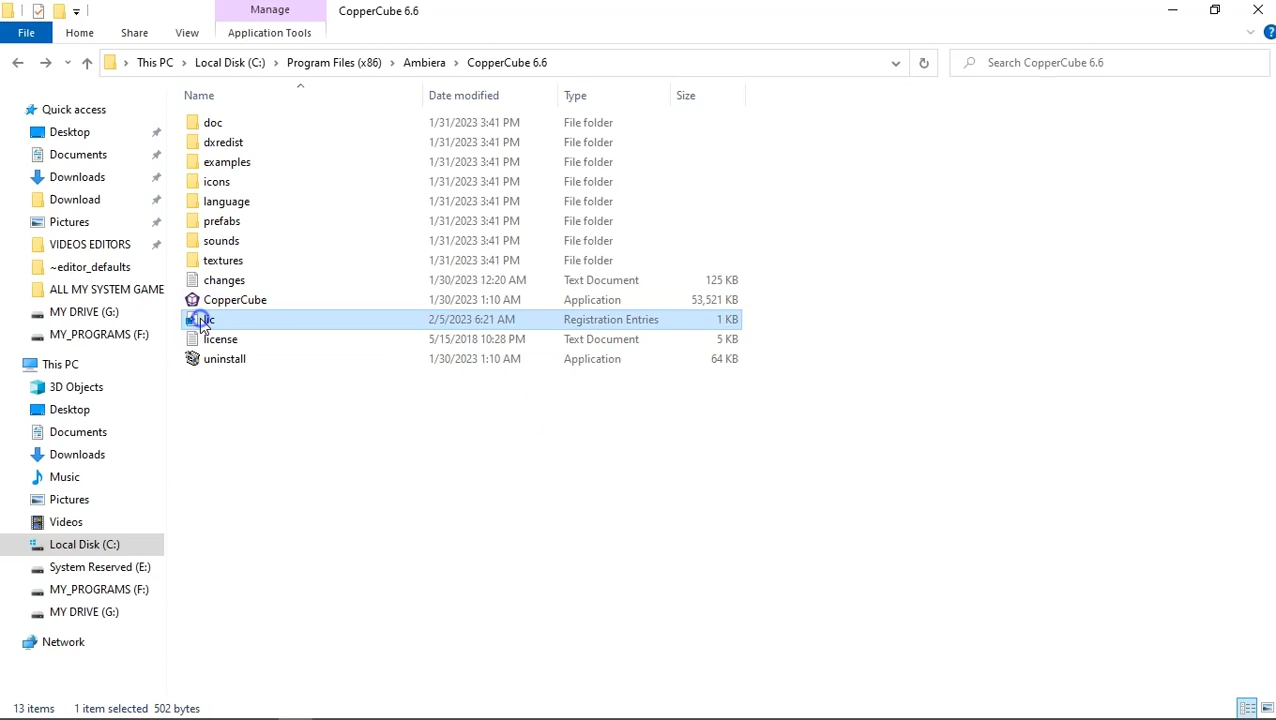 Manage
CopperCube 6.6
File
Home
Share
View
Application Tools
This PC
Local Disk (C:)
Program Files (x86)
Ambiera
CopperCube 6.6
Search CopperCube 6.6
Name
Date modified
Type
Size
Quick access
Desktop
Documents
Downloads
Download
Pictures
VIDEOS EDITORS
~editor_defaults
ALL MY SYSTEM GAME
MY DRIVE (G:)
MY_PROGRAMS (F:)
This PC
3D Objects
Desktop
Documents
Downloads
Music
Pictures
Videos
Local Disk (C:)
System Reserved (E:)
MY_PROGRAMS (F:)
MY DRIVE (G:)
Network
doc 1/31/2023 3:41 PM File folder
dxredist 1/31/2023 3:41 PM File folder
examples 1/31/2023 3:41 PM File folder
icons 1/31/2023 3:41 PM File folder
language 1/31/2023 3:41 PM File folder
prefabs 1/31/2023 3:41 PM File folder
sounds 1/31/2023 3:41 PM File folder
textures 1/31/2023 3:41 PM File folder
changes 1/30/2023 12:20 AM Text Document 125 KB
CopperCube 1/30/2023 1:10 AM Application 53,521 KB
2/5/2023 6:21 AM Registration Entries 1 KB
license 5/15/2018 10:28 PM Text Document 5 KB
uninstall 1/30/2023 1:10 AM Application 64 KB
13 items 1 item selected 502 bytes